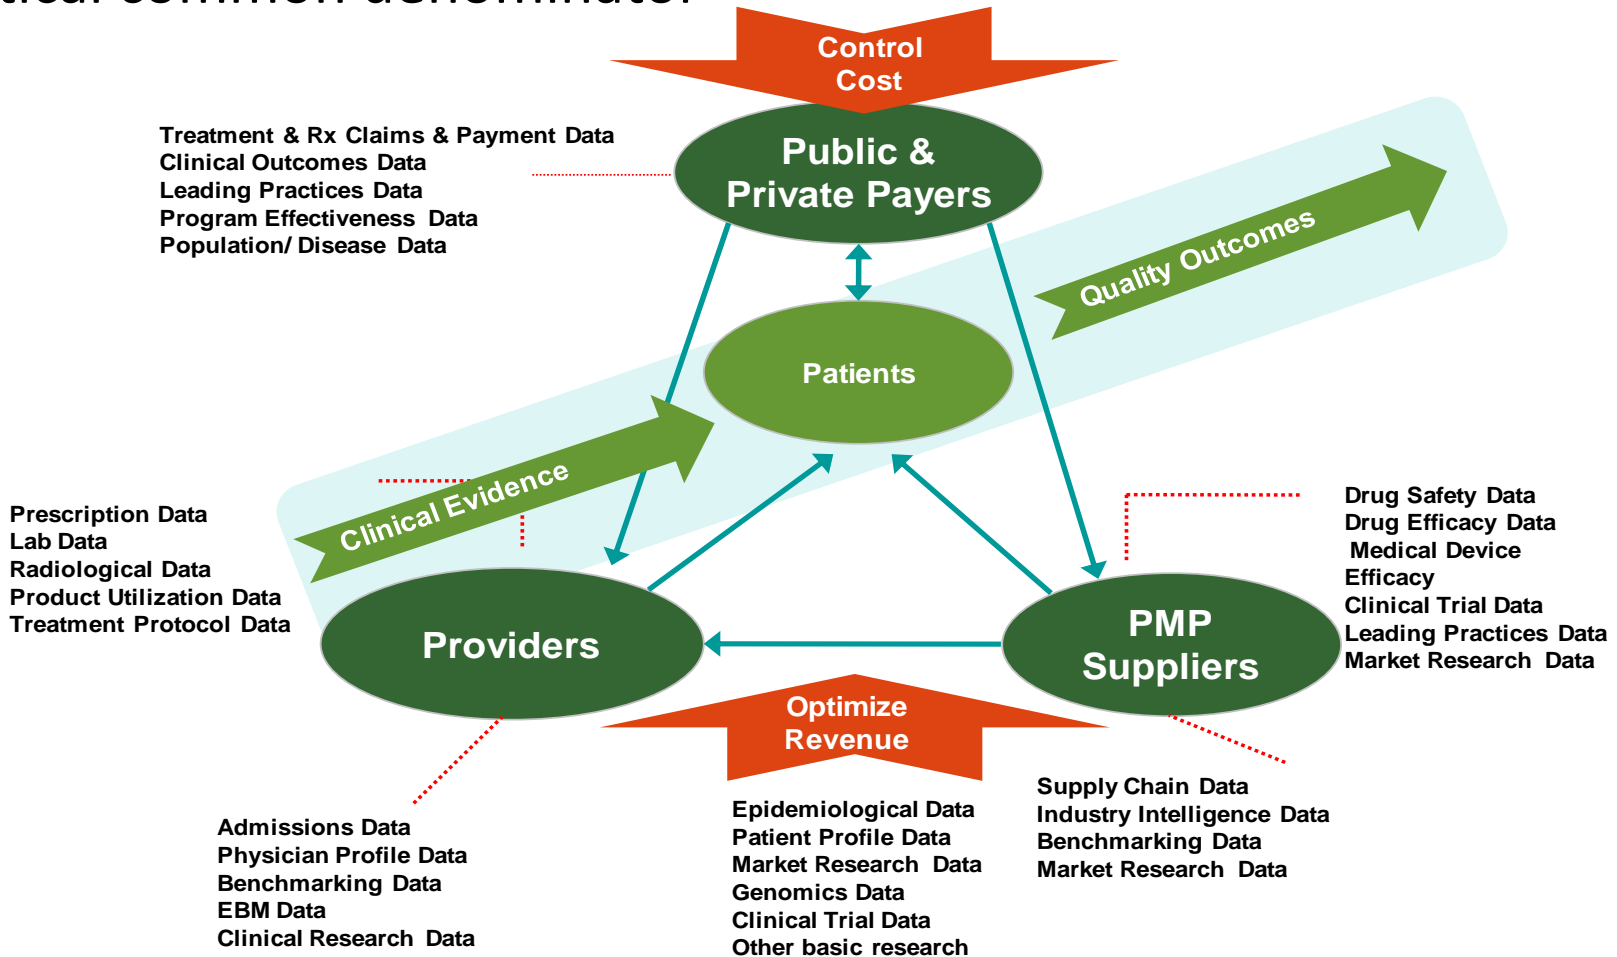 common denominator
Control
Cost
Treatment & Rx Claims & Payment Data
Clinical Outcomes Data
Leading Practices Data
Program Effectiveness Data
Population/ Disease Data
Public &
Private Payers
Quality Outcomes
Patients
Clinical Evidence
Prescription Data
Lab Data
Radiological Data
Product Utilization Data
Treatment Protocol Data
Drug Safety Data
Drug Efficacy Data
Medical Device
Efficacy
Clinical Trial Data
Leading Practices Data
Market Research Data
Providers
PMP
Suppliers
Optimize
Revenue
Admissions Data
Physician Profile Data
Benchmarking Data
EBM Data
Clinical Research Data
Epidemiological Data
Patient Profile Data
Market Research Data
Genomics Data
Clinical Trial Data
Other basic research
Supply Chain Data
Industry Intelligence Data
Benchmarking Data
Market Research Data